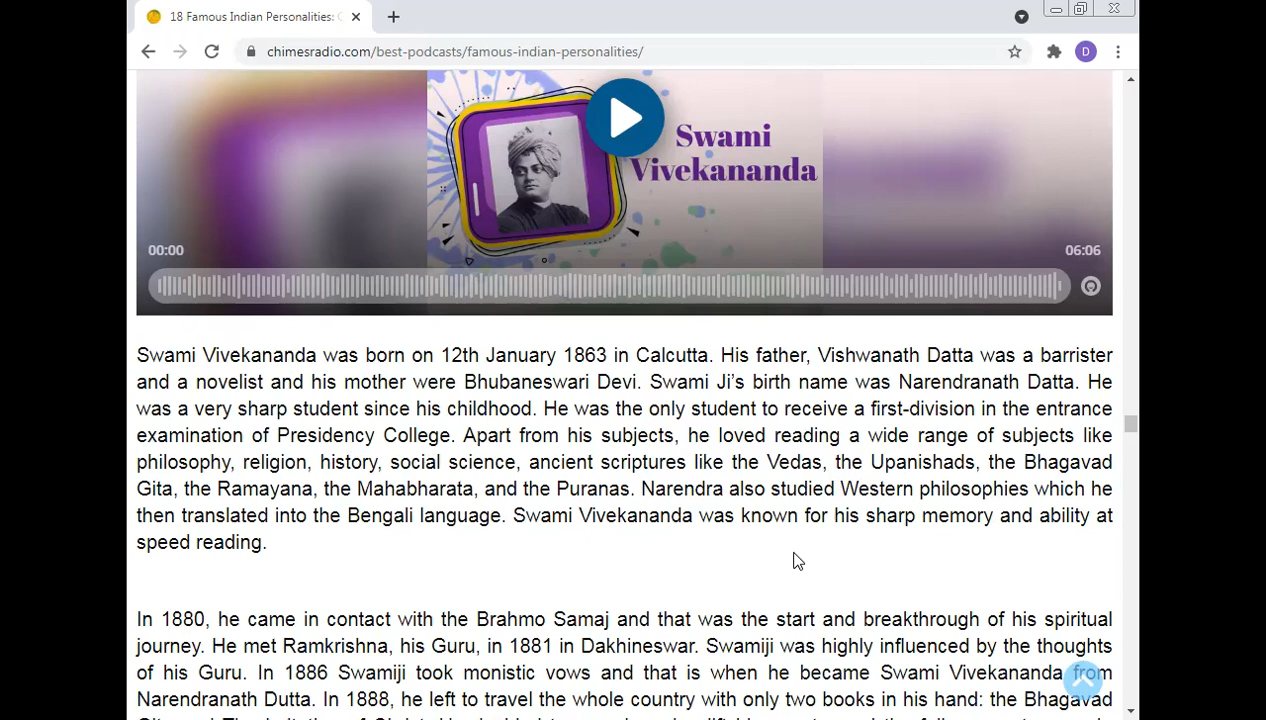 18 Famous Indian Personalities:
D
chimesradio.com/best-podcasts/famous-indian-personalities/
Swami
Vivekananda
00:00
06:06
Swami Vivekananda was born on 12th January 1863 in Calcutta. His father, Vishwanath Datta was a barrister
and a novelist and his mother were Bhubaneswari Devi. Swami Ji’s birth name was Narendranath Datta. He
was a very sharp student since his childhood. He was the only student to receive a first-division in the entrance
examination of Presidency College. Apart from his subjects, he loved reading a wide range of subjects like
philosophy, religion, history, social science, ancient scriptures like the Vedas, the Upanishads, the Bhagavad
Gita, the Ramayana, the Mahabharata, and the Puranas. Narendra also studied Western philosophies which he
then translated into the Bengali language. Swami Vivekananda was known for his sharp memory and ability at
speed reading.
In 1880, he came in contact with the Brahmo Samaj and that was the start and breakthrough of his spiritual
journey. He met Ramkrishna, his Guru, in 1881 in Dakhineswar. Swamiji was highly influenced by the thoughts
of his Guru. In 1886 Swamiji took monistic vows and that is when he became Swami Vivekananda from
Narendranath Dutta. In 1888, he left to travel the whole country with only two books in his hand: the Bhagavad